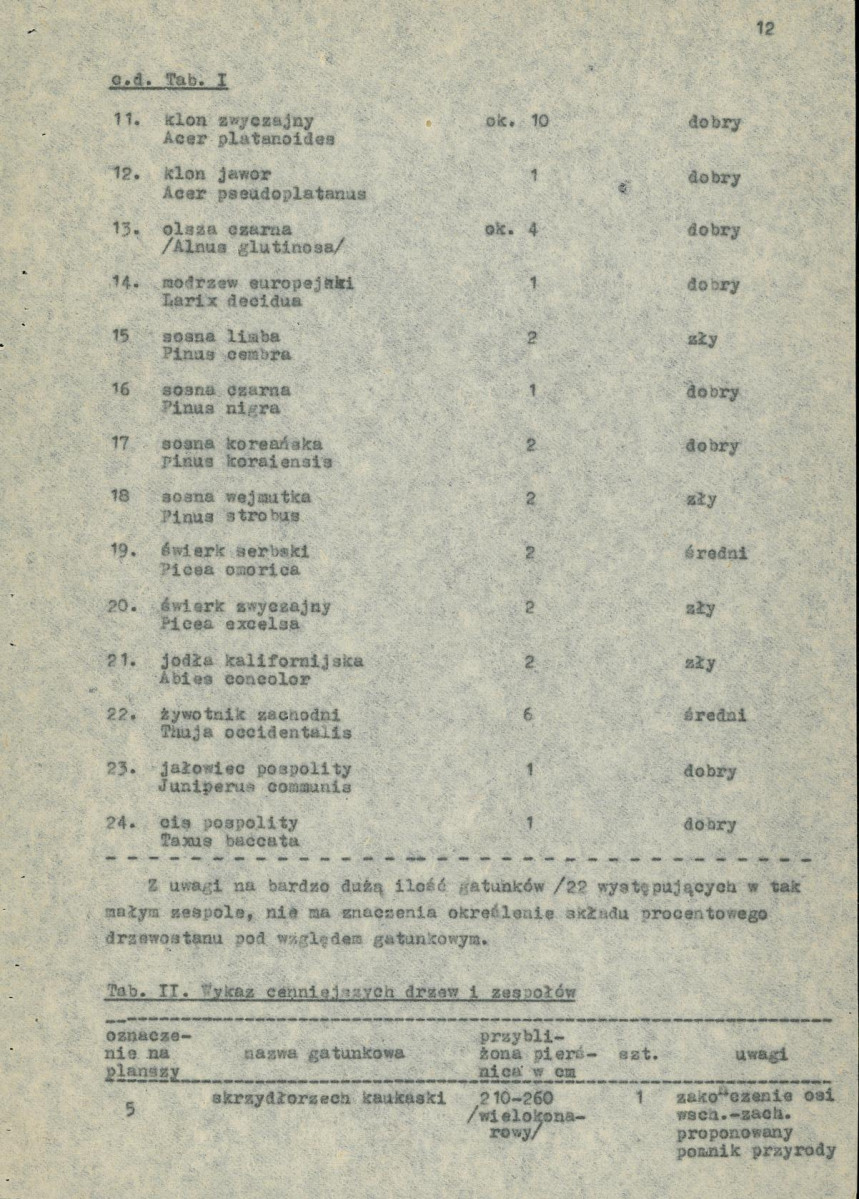 12
c.d. Tab. I
11. klon zwyczajny ok. 10 dobry
Acer platanoides
12. klon jawor 1 dobry
Acer pseudoplatanus
13. olsza czarna ok. 4 dobry
/Alnus glutinosa/
14. modrzew europejski 1 dobry
Larix decidua
15 sosna limba 2 zły
Pinus cembra
16 sosna czarna 1 dobry
Pinus nigra
17 sosna koreańska 2 dobry
Pinus koraiensis
18 sosna wejmutka 2 zły
Pinus strobus
19. świerk serbski 2 średni
Picea omorica
20. świerk zwyczajny 2 zły
Picea excelsa
21. jodła kalifornijska 2 zły
Abies concolor
22. żywotnik zachodni 6 średni
Thuja occidentalis
23. jałowiec pospolity 1 dobry
Juniperus communis
24. cis pospolity 1 dobry
Taxus baccata
Z uwagi na bardzo dużą ilość gatunków /22 występujących w tak
małym zespole, nie ma znaczenia określenie składu procentowego
drzewostanu pod względem gatunkowym.
Tab. II. Wykaz cenniejszych drzew i zespołów
oznacze- przybli-
nie na nazwa gatunkowa żona pierś- szt. uwagi
planszy nica w cm
5 skrzydłorzech kaukaski 210-260 1 zakończenie osi
/wielokona- wsch.-zach.
rowy/ proponowany
pomnik przyrody